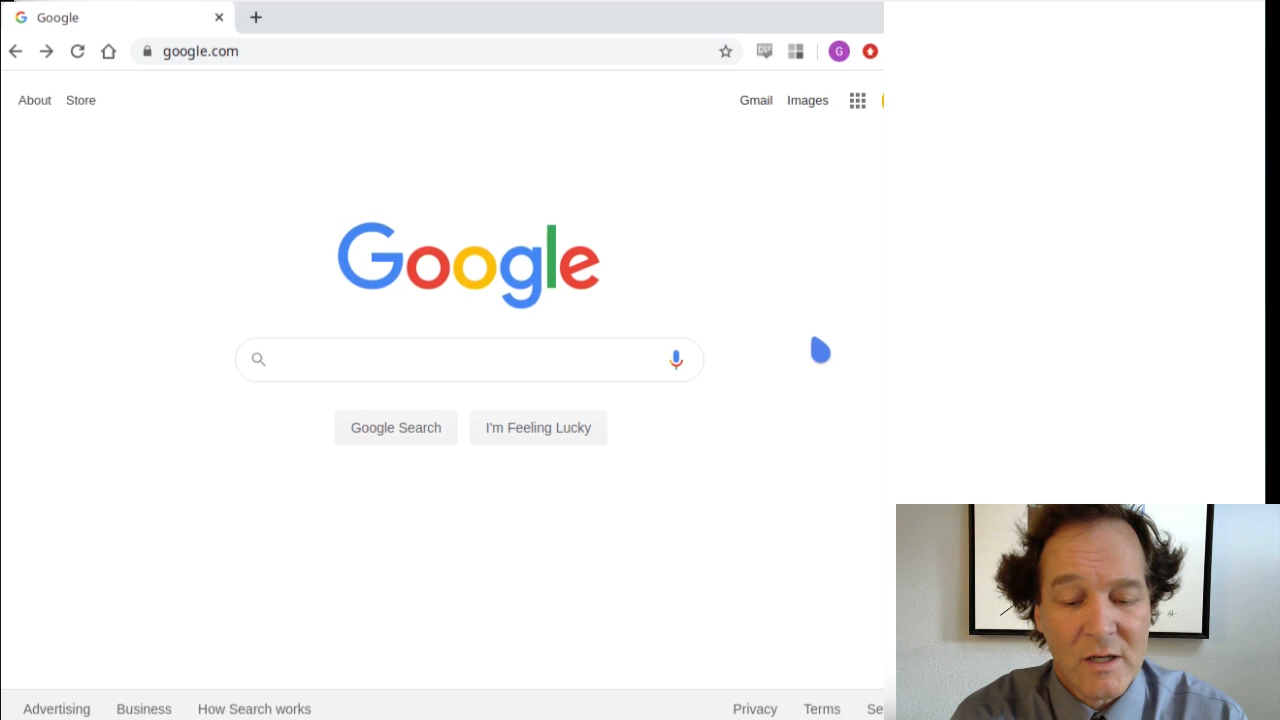 Google
google.com
G
About Store Gmail Images
Google
Google Search I'm Feeling Lucky
Advertising Business How Search works Privacy Terms Se